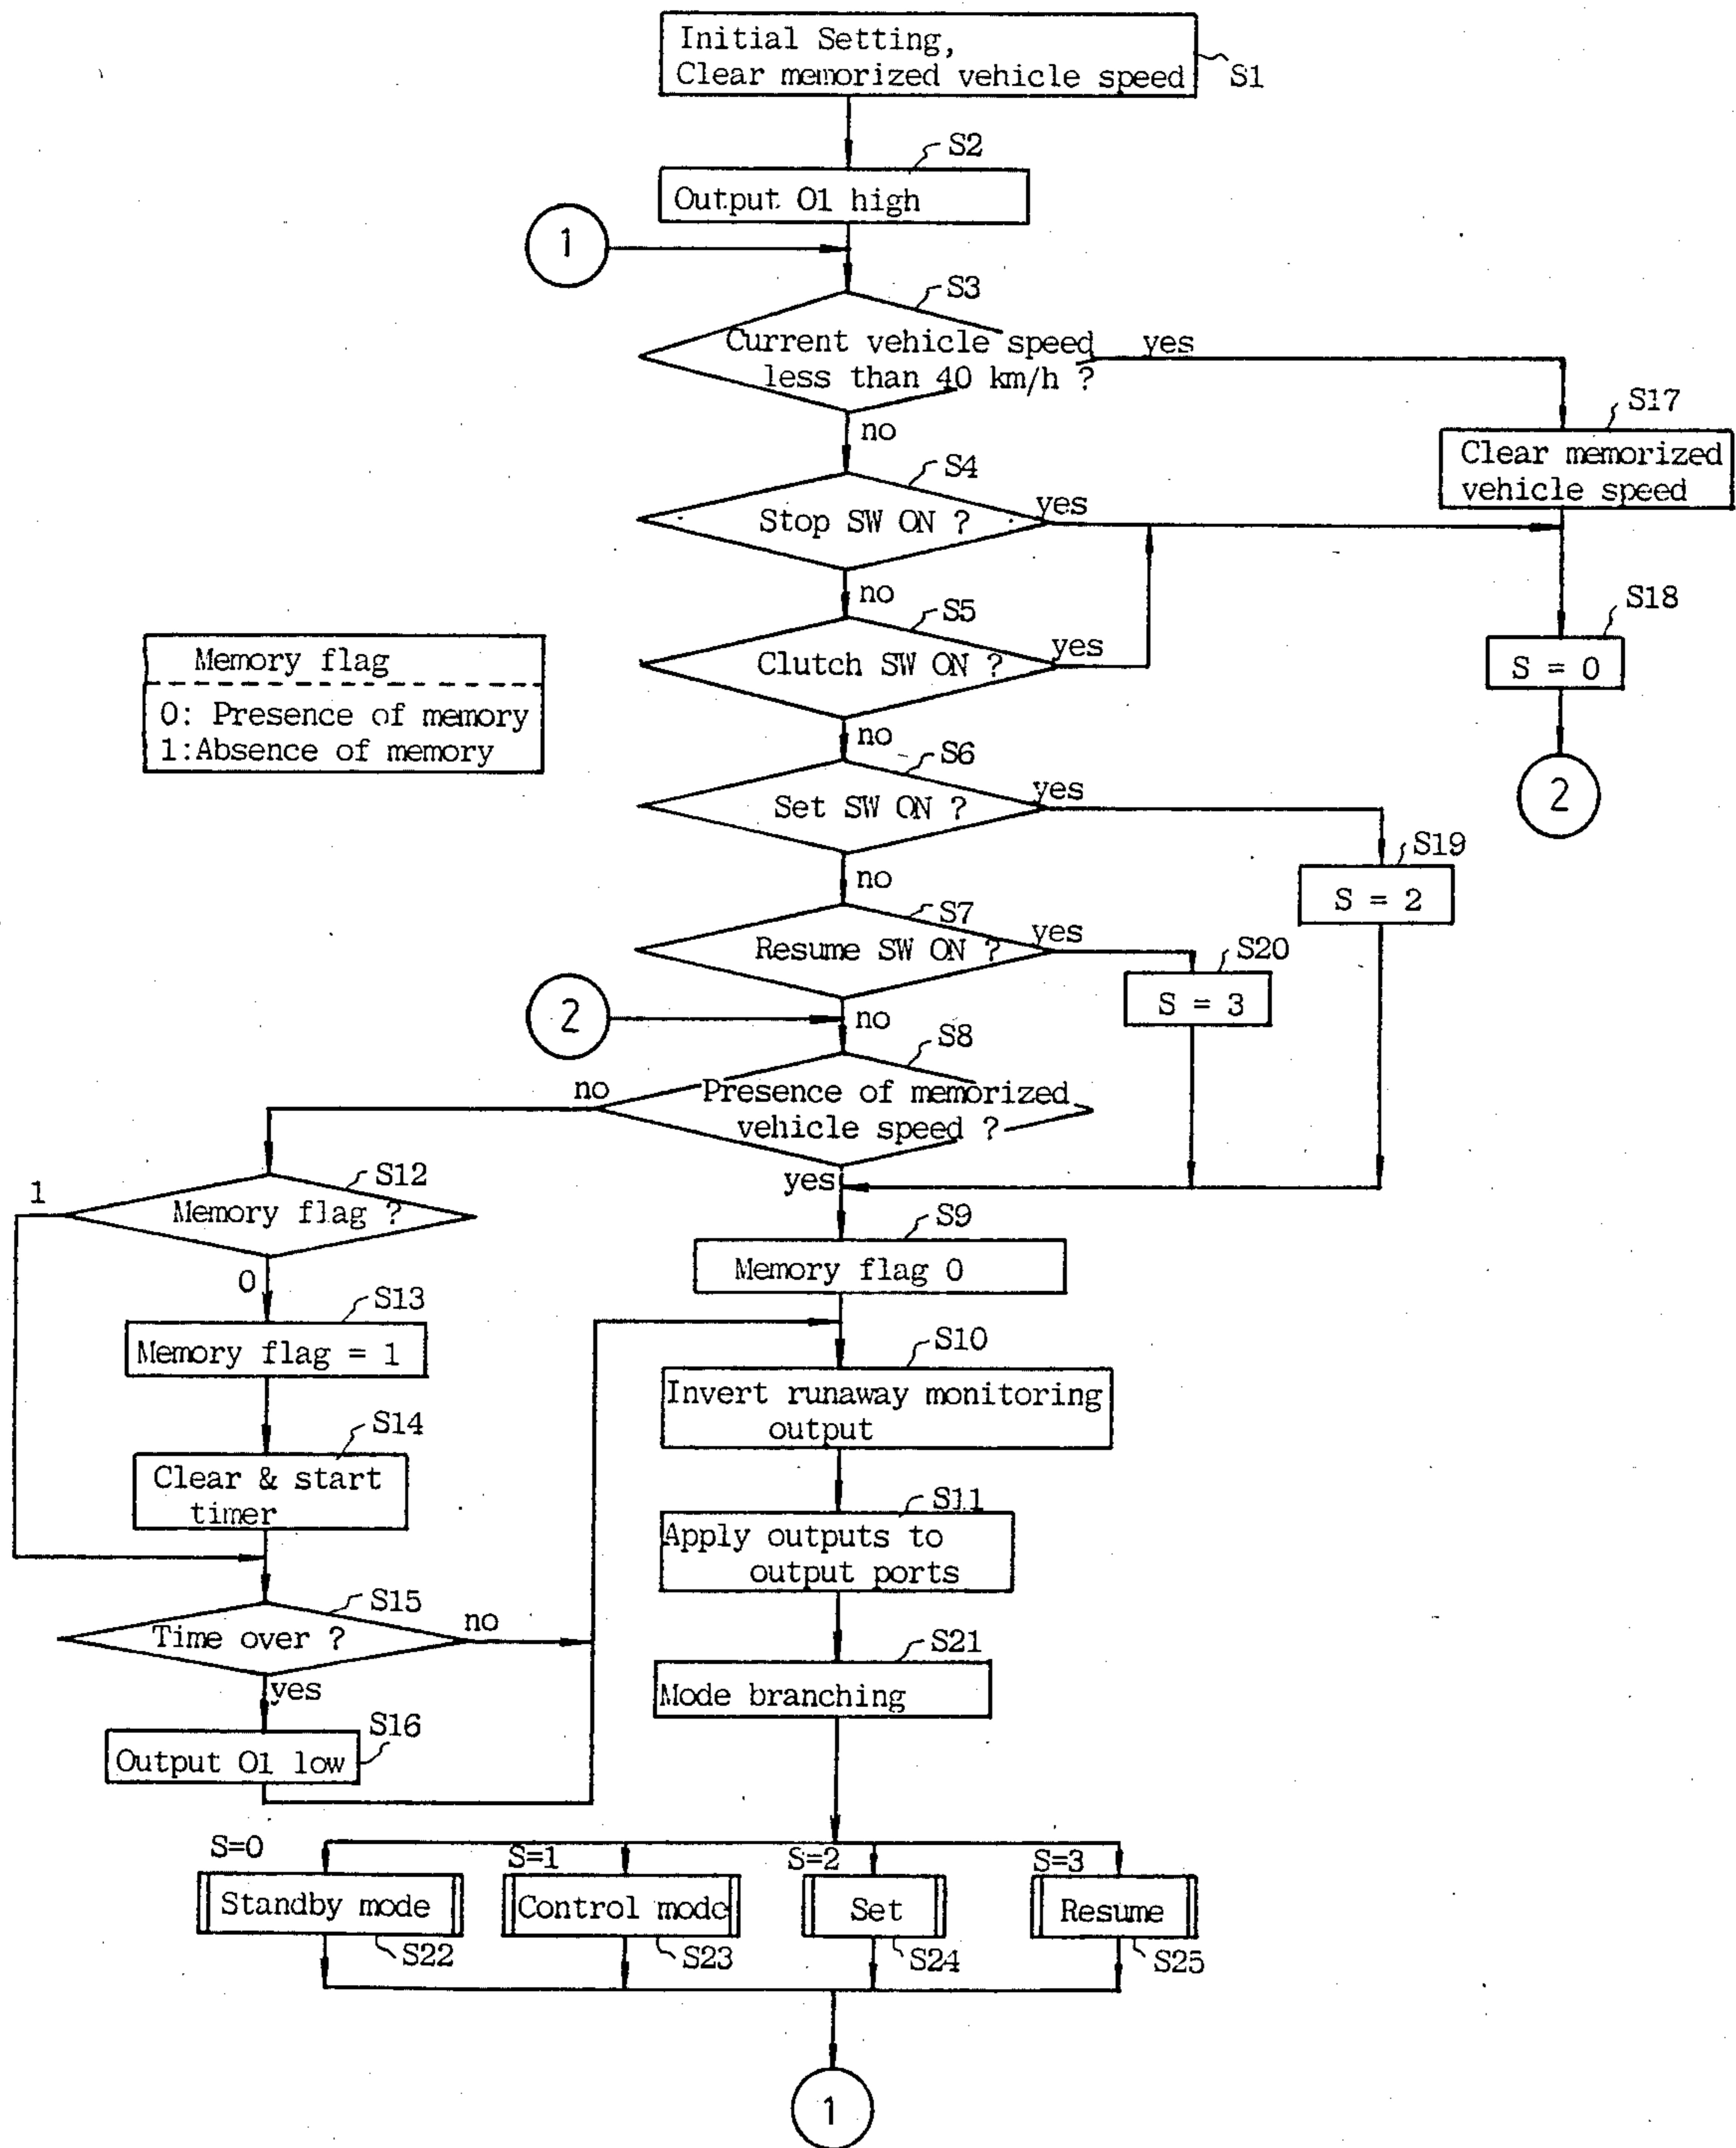 Initial Setting,
Clear memorized vehicle speed
S1
S2
Output O1 high
1
S3
Current vehicle speed
less than 40 km/h ?
yes
no
S17
Clear memorized
vehicle speed
S4
Stop SW ON ?
yes
no
S18
S = 0
2
S5
Clutch SW ON ?
yes
no
Memory flag
0: Presence of memory
1:Absence of memory
S6
Set SW ON ?
yes
no
S19
S = 2
S7
Resume SW ON ?
yes
no
S20
S = 3
2
S8
Presence of memorized
vehicle speed ?
no
yes
S12
Memory flag ?
1
0
S9
Memory flag 0
S13
Memory flag = 1
S10
Invert runaway monitoring
output
S14
Clear & start
timer
S11
Apply outputs to
output ports
S15
Time over ?
no
yes
S21
Mode branching
S16
Output O1 low
S=0
Standby mode
S22
S=1
Control mode
S23
S=2
Set
S24
S=3
Resume
S25
1